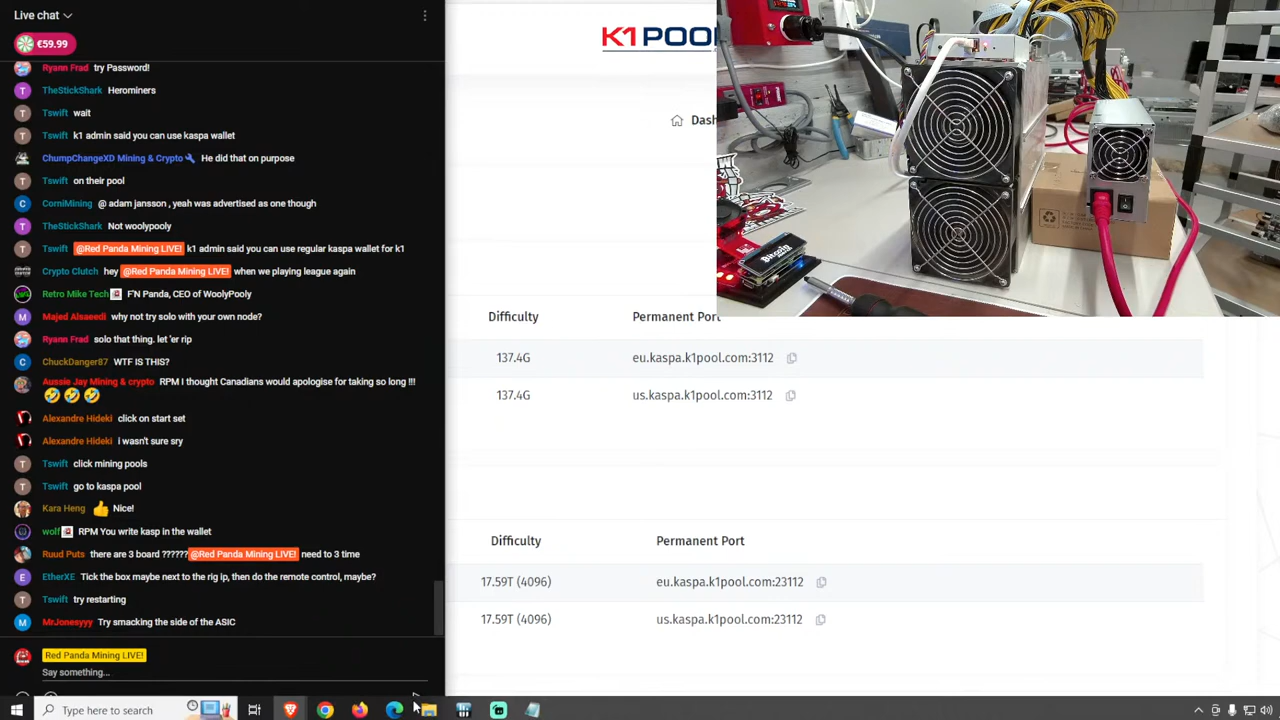 Live chat
€59.99
Ryann Frad try Password!
TheStickShark Herominers
Tswift wait
Tswift k1 admin said you can use kaspa wallet
ChumpChangeXD Mining & Crypto He did that on purpose
Tswift on their pool
CorniMining @ adam jansson , yeah was advertised as one though
TheStickShark Not woolypooly
Tswift @Red Panda Mining LIVE! k1 admin said you can use regular kaspa wallet for k1
Crypto Clutch hey @Red Panda Mining LIVE! when we playing league again
Retro Mike Tech F'N Panda, CEO of WoolyPooly
Majed Alsaeedi why not try solo with your own node?
Ryann Frad solo that thing. let 'er rip
ChuckDanger87 WTF IS THIS?
Aussie Jay Mining & crypto RPM I thought Canadians would apologise for taking so long !!!
Alexandre Hideki click on start set
Alexandre Hideki i wasn't sure sry
Tswift click mining pools
Tswift go to kaspa pool
Kara Heng Nice!
wolf RPM You write kasp in the wallet
Ruud Puts there are 3 board ??????@Red Panda Mining LIVE! need to 3 time
EtherXE Tick the box maybe next to the rig ip, then do the remote control, maybe?
Tswift try restarting
MrJonesyyy Try smacking the side of the ASIC
Red Panda Mining LIVE!
Say something...
K1 POO
Dash
Difficulty Permanent Port
137.4G eu.kaspa.k1pool.com:3112
137.4G us.kaspa.k1pool.com:3112
Difficulty Permanent Port
17.59T (4096) eu.kaspa.k1pool.com:23112
17.59T (4096) us.kaspa.k1pool.com:23112
Bitcoin
Type here to search